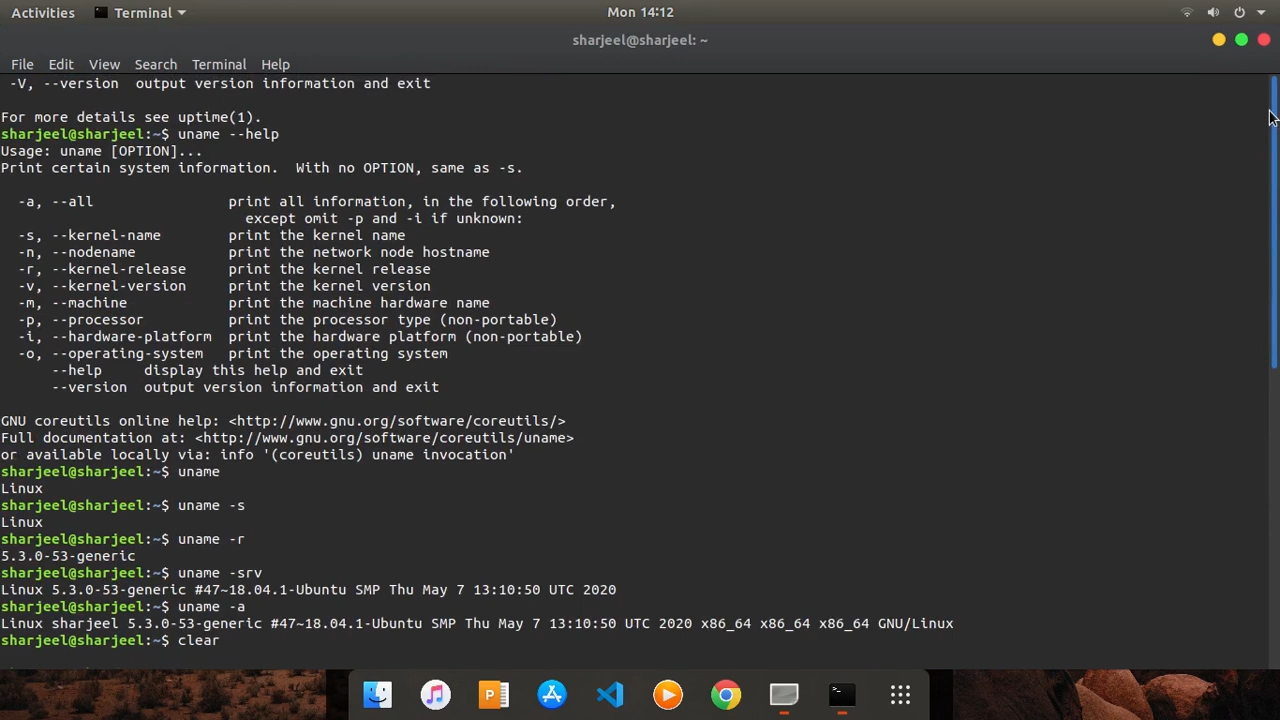 Activities Terminal Mon 14:12
sharjeel@sharjeel: ~
File Edit View Search Terminal Help
-V, --version  output version information and exit
For more details see uptime(1).
sharjeel@sharjeel:~$ uname --help
Usage: uname [OPTION]...
Print certain system information.  With no OPTION, same as -s.
  -a, --all                print all information, in the following order,
                             except omit -p and -i if unknown:
  -s, --kernel-name        print the kernel name
  -n, --nodename           print the network node hostname
  -r, --kernel-release     print the kernel release
  -v, --kernel-version     print the kernel version
  -m, --machine            print the machine hardware name
  -p, --processor          print the processor type (non-portable)
  -i, --hardware-platform  print the hardware platform (non-portable)
  -o, --operating-system   print the operating system
      --help     display this help and exit
      --version  output version information and exit
GNU coreutils online help: <http://www.gnu.org/software/coreutils/>
Full documentation at: <http://www.gnu.org/software/coreutils/uname>
or available locally via: info '(coreutils) uname invocation'
sharjeel@sharjeel:~$ uname
Linux
sharjeel@sharjeel:~$ uname -s
Linux
sharjeel@sharjeel:~$ uname -r
5.3.0-53-generic
sharjeel@sharjeel:~$ uname -srv
Linux 5.3.0-53-generic #47~18.04.1-Ubuntu SMP Thu May 7 13:10:50 UTC 2020
sharjeel@sharjeel:~$ uname -a
Linux sharjeel 5.3.0-53-generic #47~18.04.1-Ubuntu SMP Thu May 7 13:10:50 UTC 2020 x86_64 x86_64 x86_64 GNU/Linux
sharjeel@sharjeel:~$ clear